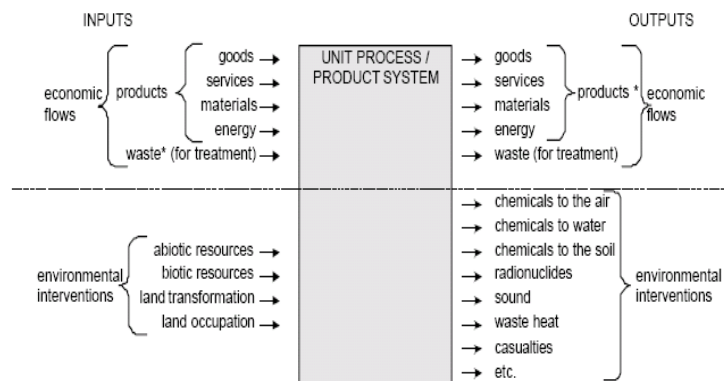 INPUTS
OUTPUTS
UNIT PROCESS /
PRODUCT SYSTEM
economic
flows
products
goods
services
materials
energy
waste* (for treatment)
goods
services
materials
energy
waste (for treatment)
products *
economic
flows
environmental
interventions
abiotic resources
biotic resources
land transformation
land occupation
chemicals to the air
chemicals to water
chemicals to the soil
radionuclides
sound
waste heat
casualties
etc.
environmental
interventions